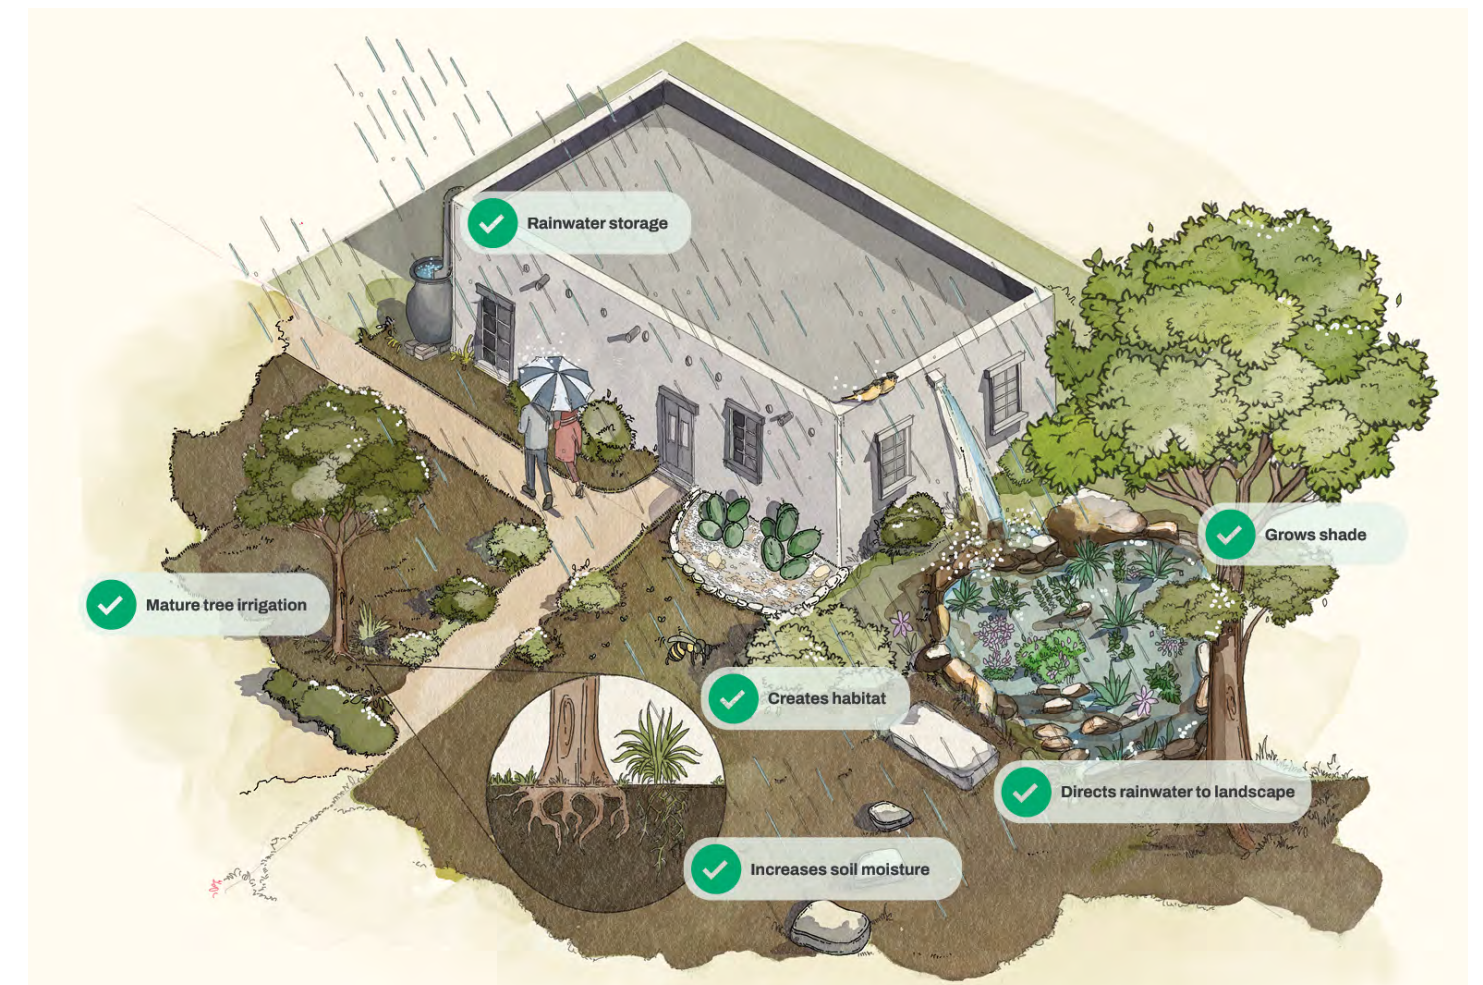 Rainwater storage
Grows shade
Mature tree irrigation
Creates habitat
Directs rainwater to landscape
Increases soil moisture